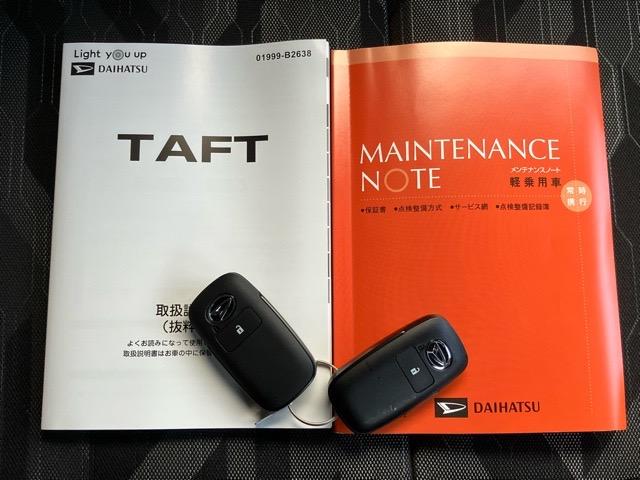 Light you up
DAIHATSU
01999-B2638
TAFT
取扱
(抜粋
よくお読みになって使用
取扱説明書はお車の中に保
MAINTENANCE
NOTE
メンテナンスノート
軽乗用車
常時
携行
●保証書 ●点検整備方式 ●サービス網 ●点検整備記録簿
DAIHATSU